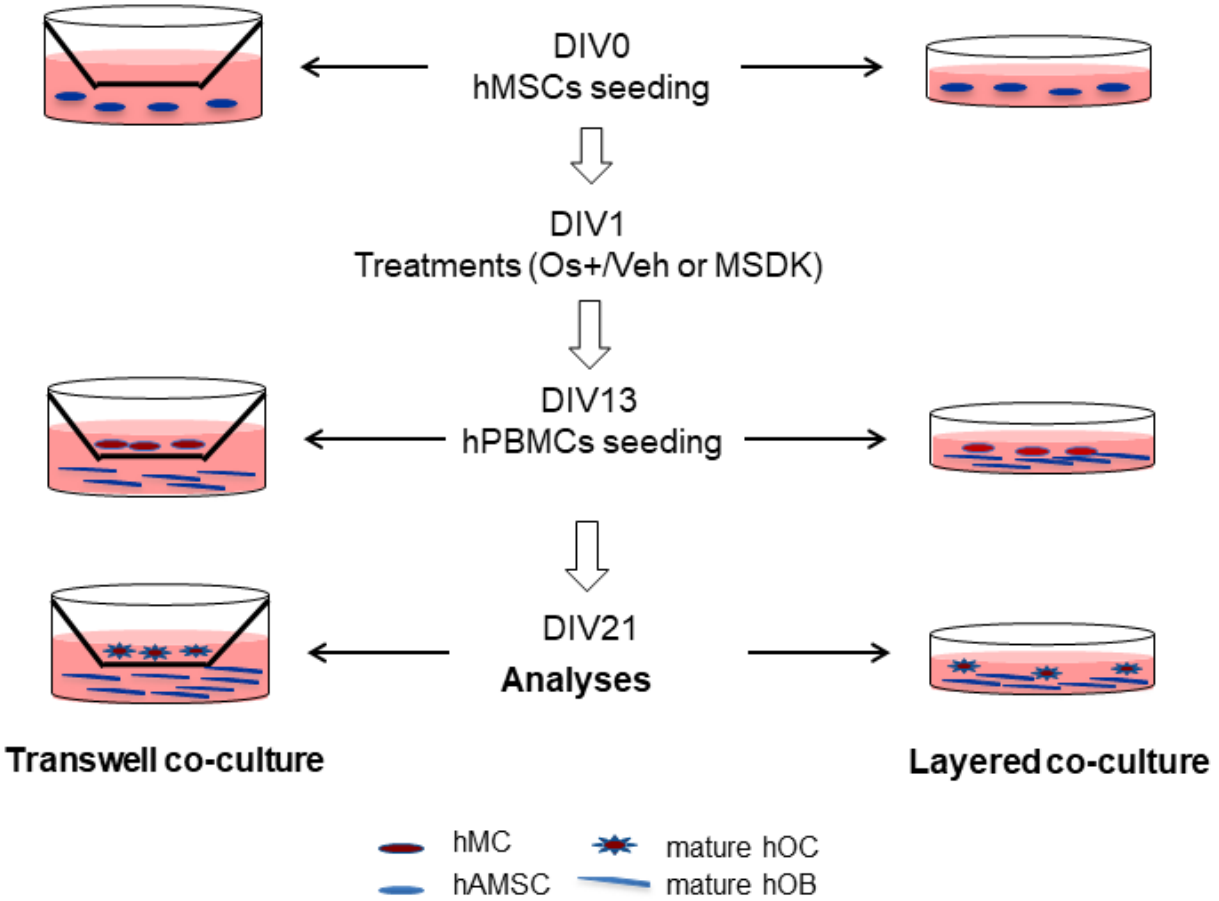 DIV0
hMSCs seeding
DIV1
Treatments (Os+/Veh or MSDK)
DIV13
hPBMCs seeding
DIV21
Analyses
Transwell co-culture
Layered co-culture
hMC
mature hOC
hAMSC
mature hOB